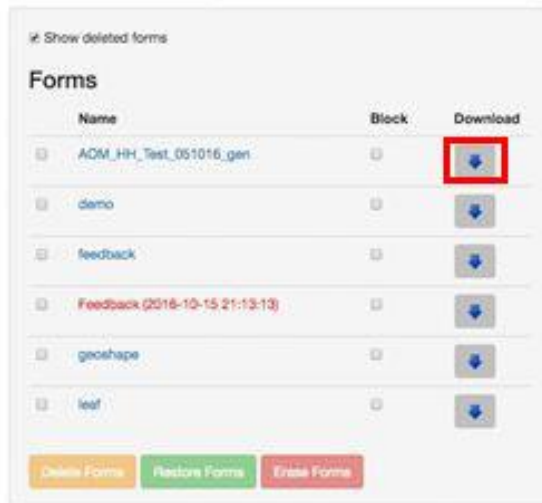 Show deleted forms
Forms
Name Block Download
AOM_HH_Test_051016_gen
demo
feedback
Feedback (2016-10-15 21:13:13)
geoshape
leaf
Delete Forms Restore Forms Erase Forms